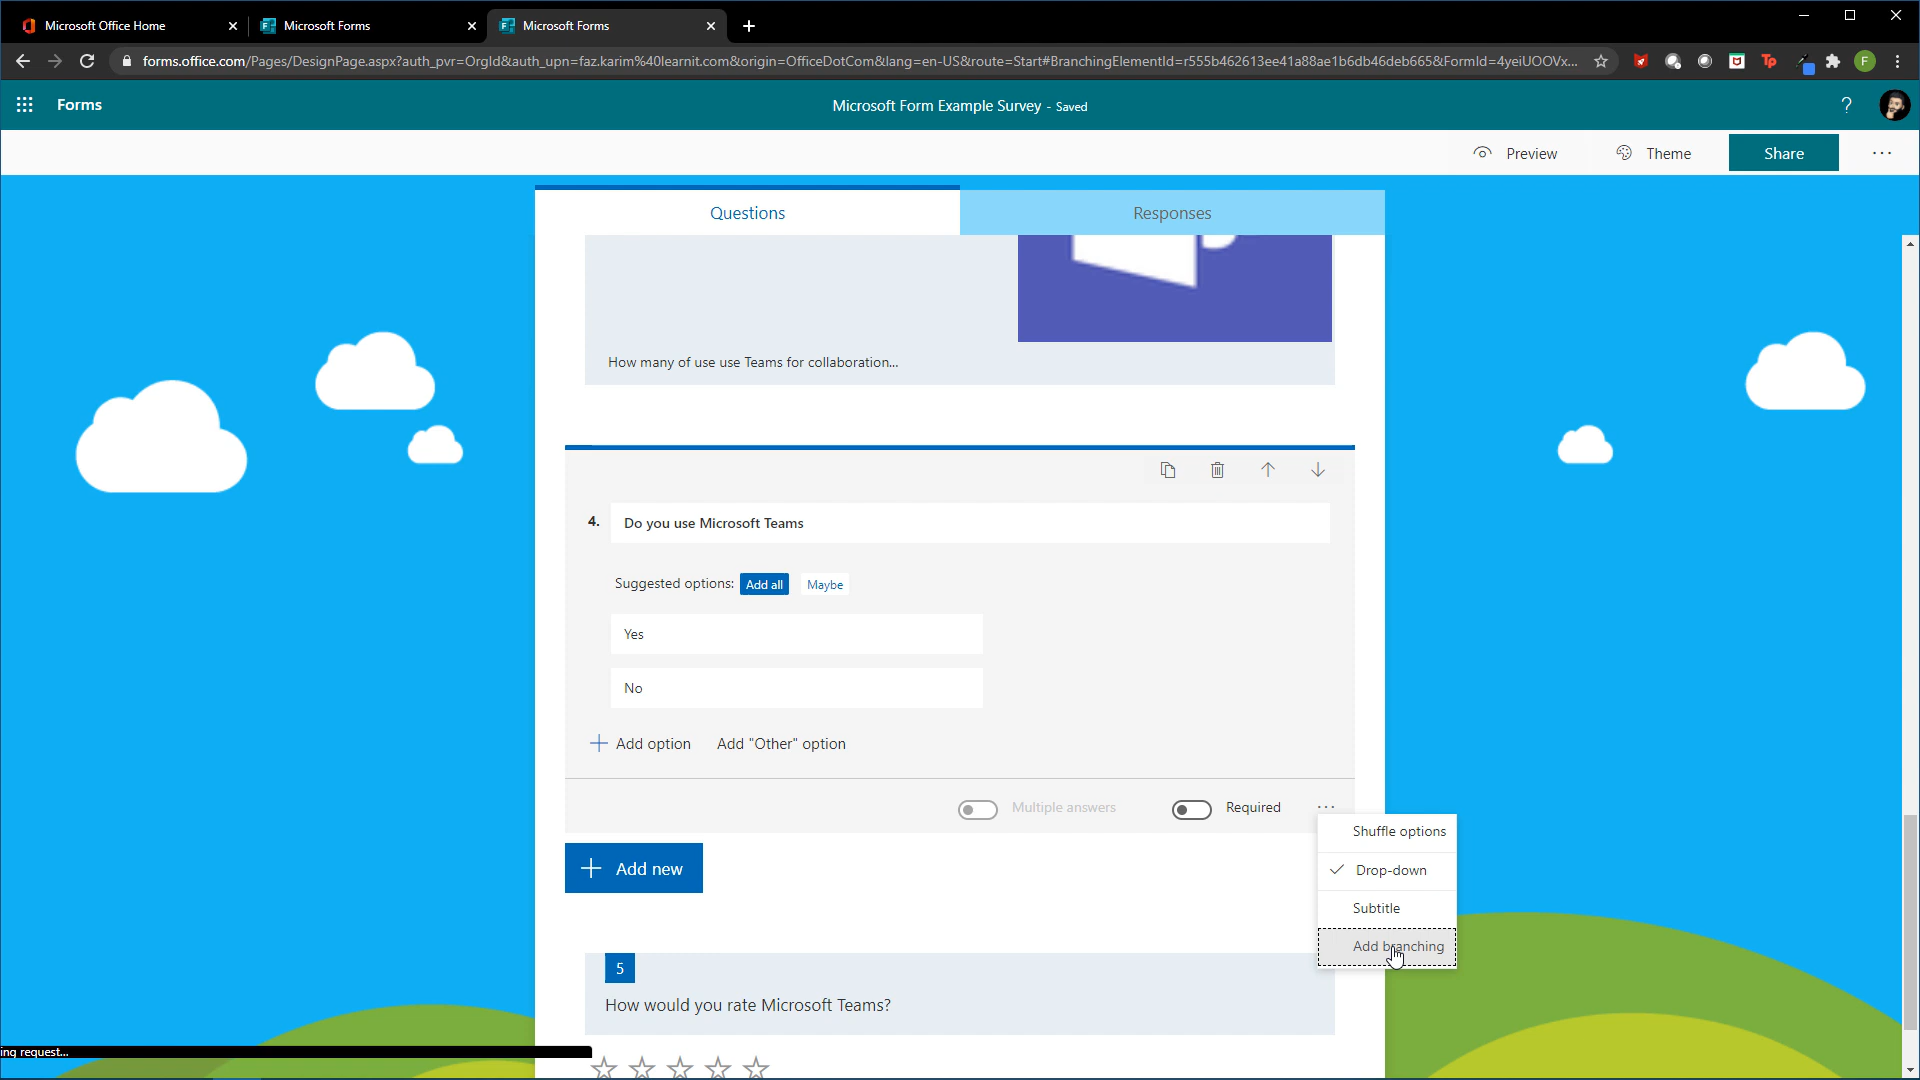 Microsoft Office Home
Microsoft Forms
Microsoft Forms
forms.office.com/Pages/DesignPage.aspx?auth_pvr=OrgId&auth_upn=faz.karim%40learnit.com&origin=OfficeDotCom&lang=en-US&route=Start#BranchingElementId=r555b462613ee41a88ae1b6db46deb665&FormId=4yeiUOOVx...
Tp
F
Forms
Microsoft Form Example Survey - Saved
?
Preview
Theme
Share
Questions
Responses
How many of use use Teams for collaboration...
4.
Do you use Microsoft Teams
Suggested options:
Add all
Maybe
Yes
No
Add option
Add "Other" option
Multiple answers
Required
Shuffle options
Drop-down
Subtitle
Add branching
Add new
5
How would you rate Microsoft Teams?
ing request...